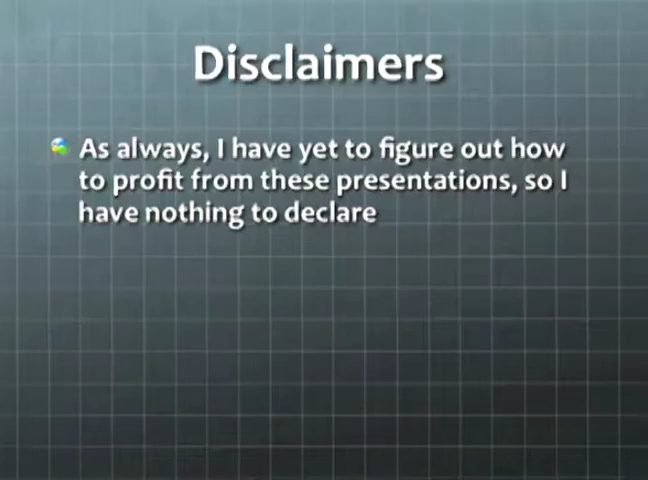 Disclaimers
As always, I have yet to figure out how
to profit from these presentations, so I
have nothing to declare